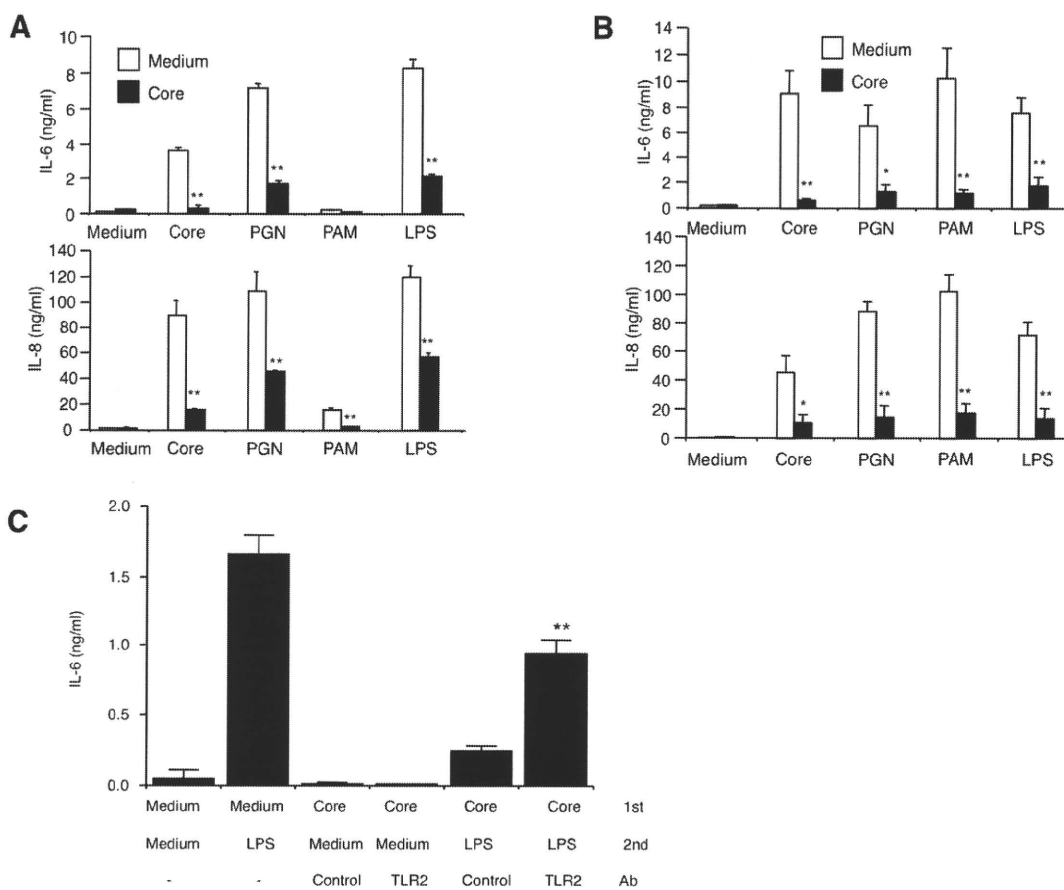 A
IL-6 (ng/ml)
10
8
6
4
2
0
Medium
Core
**
**
**
Medium Core PGN PAM LPS
IL-8 (ng/ml)
140
120
100
80
60
40
20
0
**
**
**
**
Medium Core PGN PAM LPS
B
IL-6 (ng/ml)
14
12
10
8
6
4
2
0
Medium
Core
**
*
**
**
Medium Core PGN PAM LPS
IL-8 (ng/ml)
140
120
100
80
60
40
20
0
*
**
**
**
Medium Core PGN PAM LPS
C
IL-6 (ng/ml)
2.0
1.5
1.0
0.5
0.0
**
Medium Medium Core Core Core Core 1st
Medium LPS Medium Medium LPS LPS 2nd
- - Control TLR2 Control TLR2 Ab